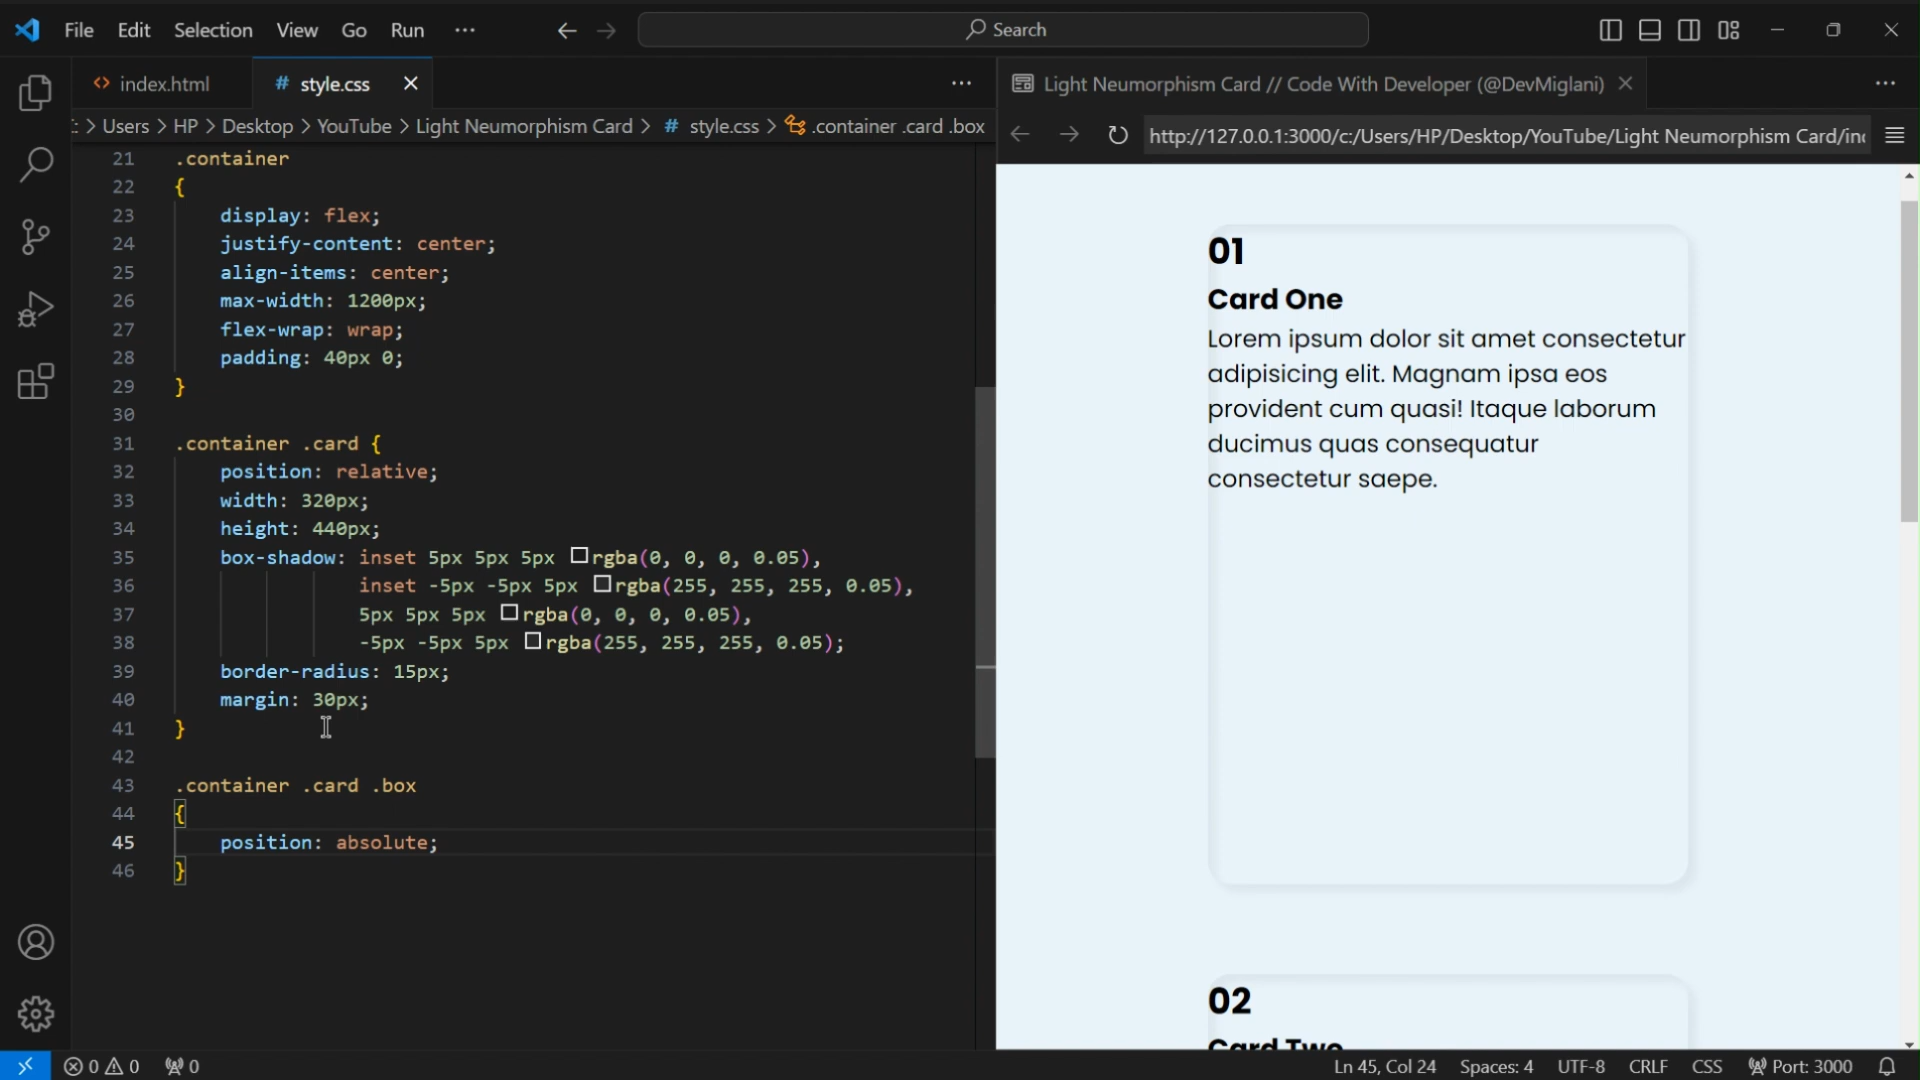 File Edit Selection View Go Run ··· Search
index.html # style.css
Light Neumorphism Card // Code With Developer (@DevMiglani)
> Users > HP > Desktop > YouTube > Light Neumorphism Card > # style.css > .container .card .box
http://127.0.0.1:3000/c:/Users/HP/Desktop/YouTube/Light Neumorphism Card/in
21 .container
22 {
23 display: flex;
24 justify-content: center;
25 align-items: center;
26 max-width: 1200px;
27 flex-wrap: wrap;
28 padding: 40px 0;
29 }
30
31 .container .card {
32 position: relative;
33 width: 320px;
34 height: 440px;
35 box-shadow: inset 5px 5px 5px rgba(0, 0, 0, 0.05),
36 inset -5px -5px 5px rgba(255, 255, 255, 0.05),
37 5px 5px 5px rgba(0, 0, 0, 0.05),
38 -5px -5px 5px rgba(255, 255, 255, 0.05);
39 border-radius: 15px;
40 margin: 30px;
41 }
42
43 .container .card .box
44 {
45 position: absolute;
46 }
01
Card One
Lorem ipsum dolor sit amet consectetur
adipisicing elit. Magnam ipsa eos
provident cum quasi! Itaque laborum
ducimus quas consequatur
consectetur saepe.
02
Card Two
0 0 0 Ln 45, Col 24 Spaces: 4 UTF-8 CRLF CSS Port: 3000